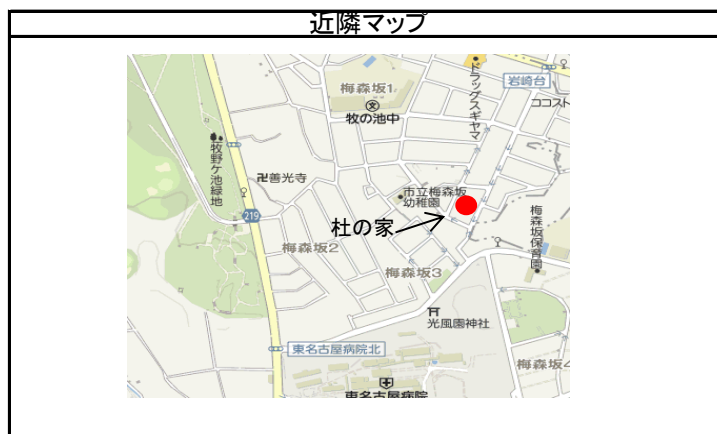 近隣マップ
梅森坂1
牧の池中
ドラッグスギヤマ
岩崎台
ココスト
牧野ケ池緑地
卍善光寺
市立梅森坂
幼稚園
219
杜の家
梅森坂2
梅森坂3
梅森坂保育園
光風園神社
東名古屋病院北
梅森坂4
東名古屋病院